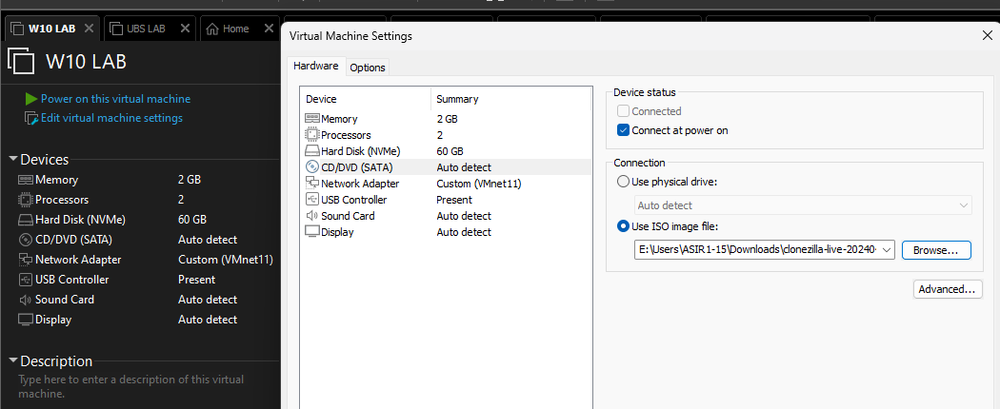 W10 LAB
UBS LAB
Home
W10 LAB
Power on this virtual machine
Edit virtual machine settings
Devices
Memory 2 GB
Processors 2
Hard Disk (NVMe) 60 GB
CD/DVD (SATA) Auto detect
Network Adapter Custom (VMnet11)
USB Controller Present
Sound Card Auto detect
Display Auto detect
Description
Type here to enter a description of this virtual
machine.
Virtual Machine Settings
Hardware Options
Device Summary
Memory 2 GB
Processors 2
Hard Disk (NVMe) 60 GB
CD/DVD (SATA) Auto detect
Network Adapter Custom (VMnet11)
USB Controller Present
Sound Card Auto detect
Display Auto detect
Device status
Connected
Connect at power on
Connection
Use physical drive:
Auto detect
Use ISO image file:
E:\Users\ASIR1-15\Downloads\clonezilla-live-20240- Browse...
Advanced...